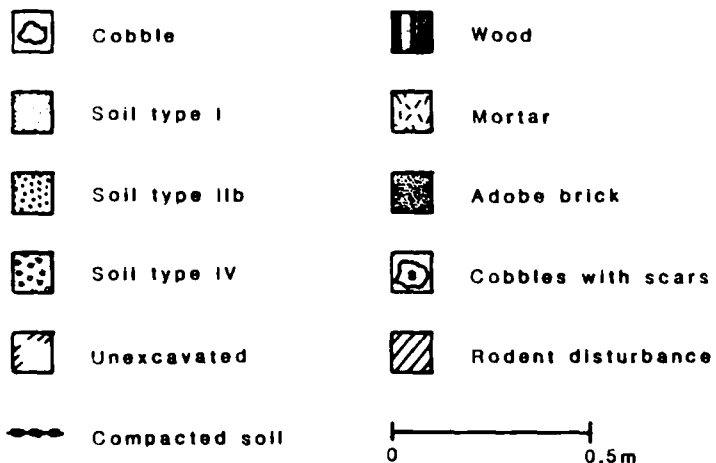 Cobble
Soil type I
Soil type IIb
Soil type IV
Unexcavated
Compacted soil
Wood
Mortar
Adobe brick
Cobbles with scars
Rodent disturbance
0 0.5m